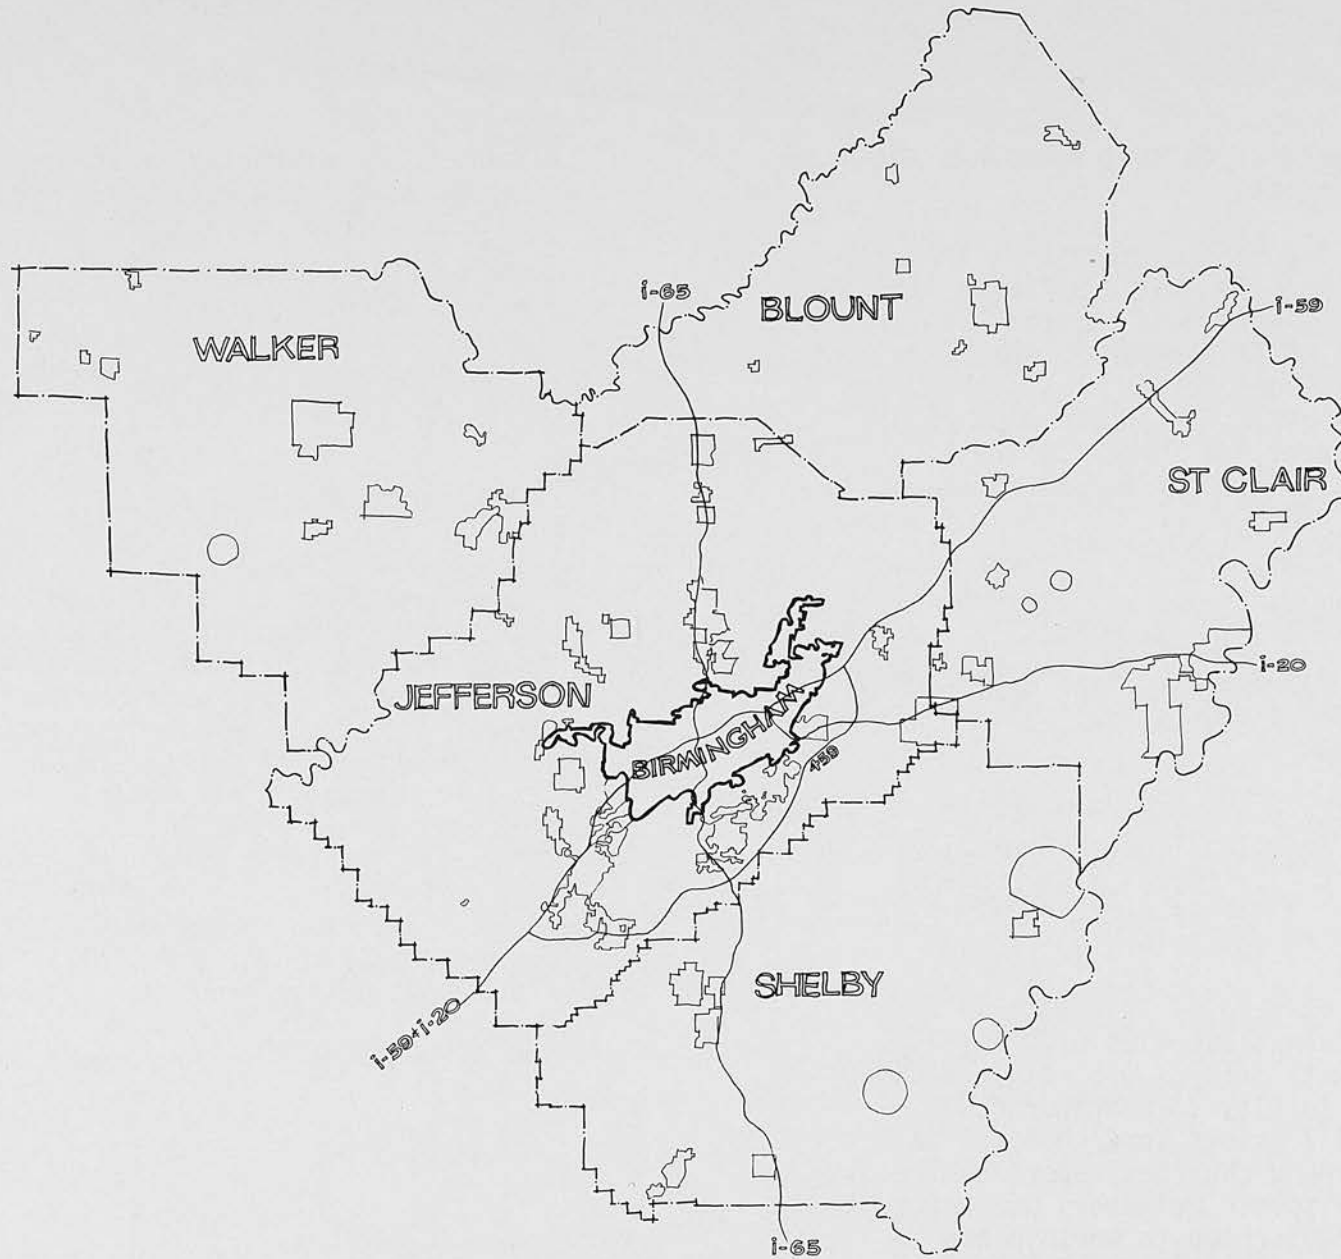 i-65
BLOUNT
i-59
WALKER
ST CLAIR
i-20
JEFFERSON
BIRMINGHAM
459
SHELBY
i-59+i-20
i-65